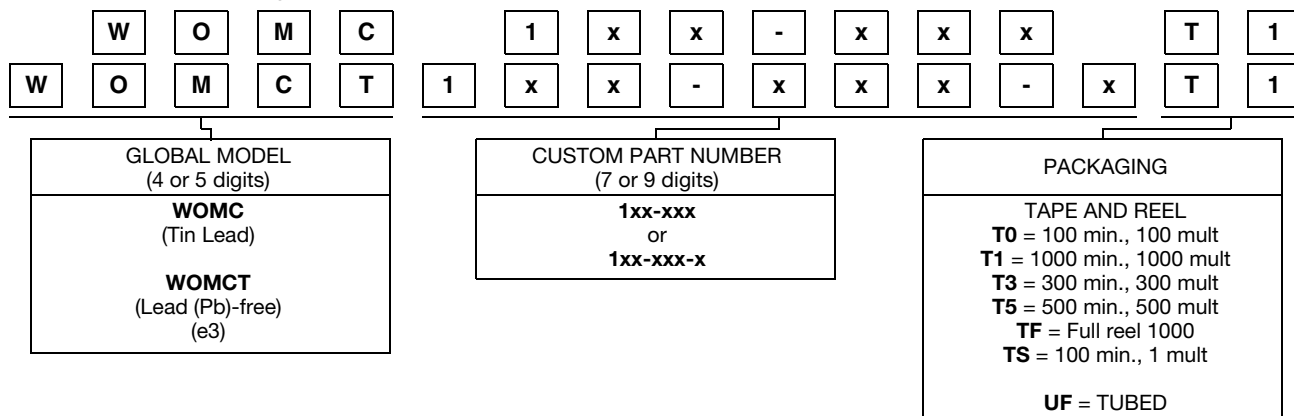 W O M C 1 x x - x x x T 1
W O M C T 1 x x - x x x - x T 1
GLOBAL MODEL
(4 or 5 digits)
WOMC
(Tin Lead)
WOMCT
(Lead (Pb)-free)
(e3)
CUSTOM PART NUMBER
(7 or 9 digits)
1xx-xxx
or
1xx-xxx-x
PACKAGING
TAPE AND REEL
T0 = 100 min., 100 mult
T1 = 1000 min., 1000 mult
T3 = 300 min., 300 mult
T5 = 500 min., 500 mult
TF = Full reel 1000
TS = 100 min., 1 mult
UF = TUBED